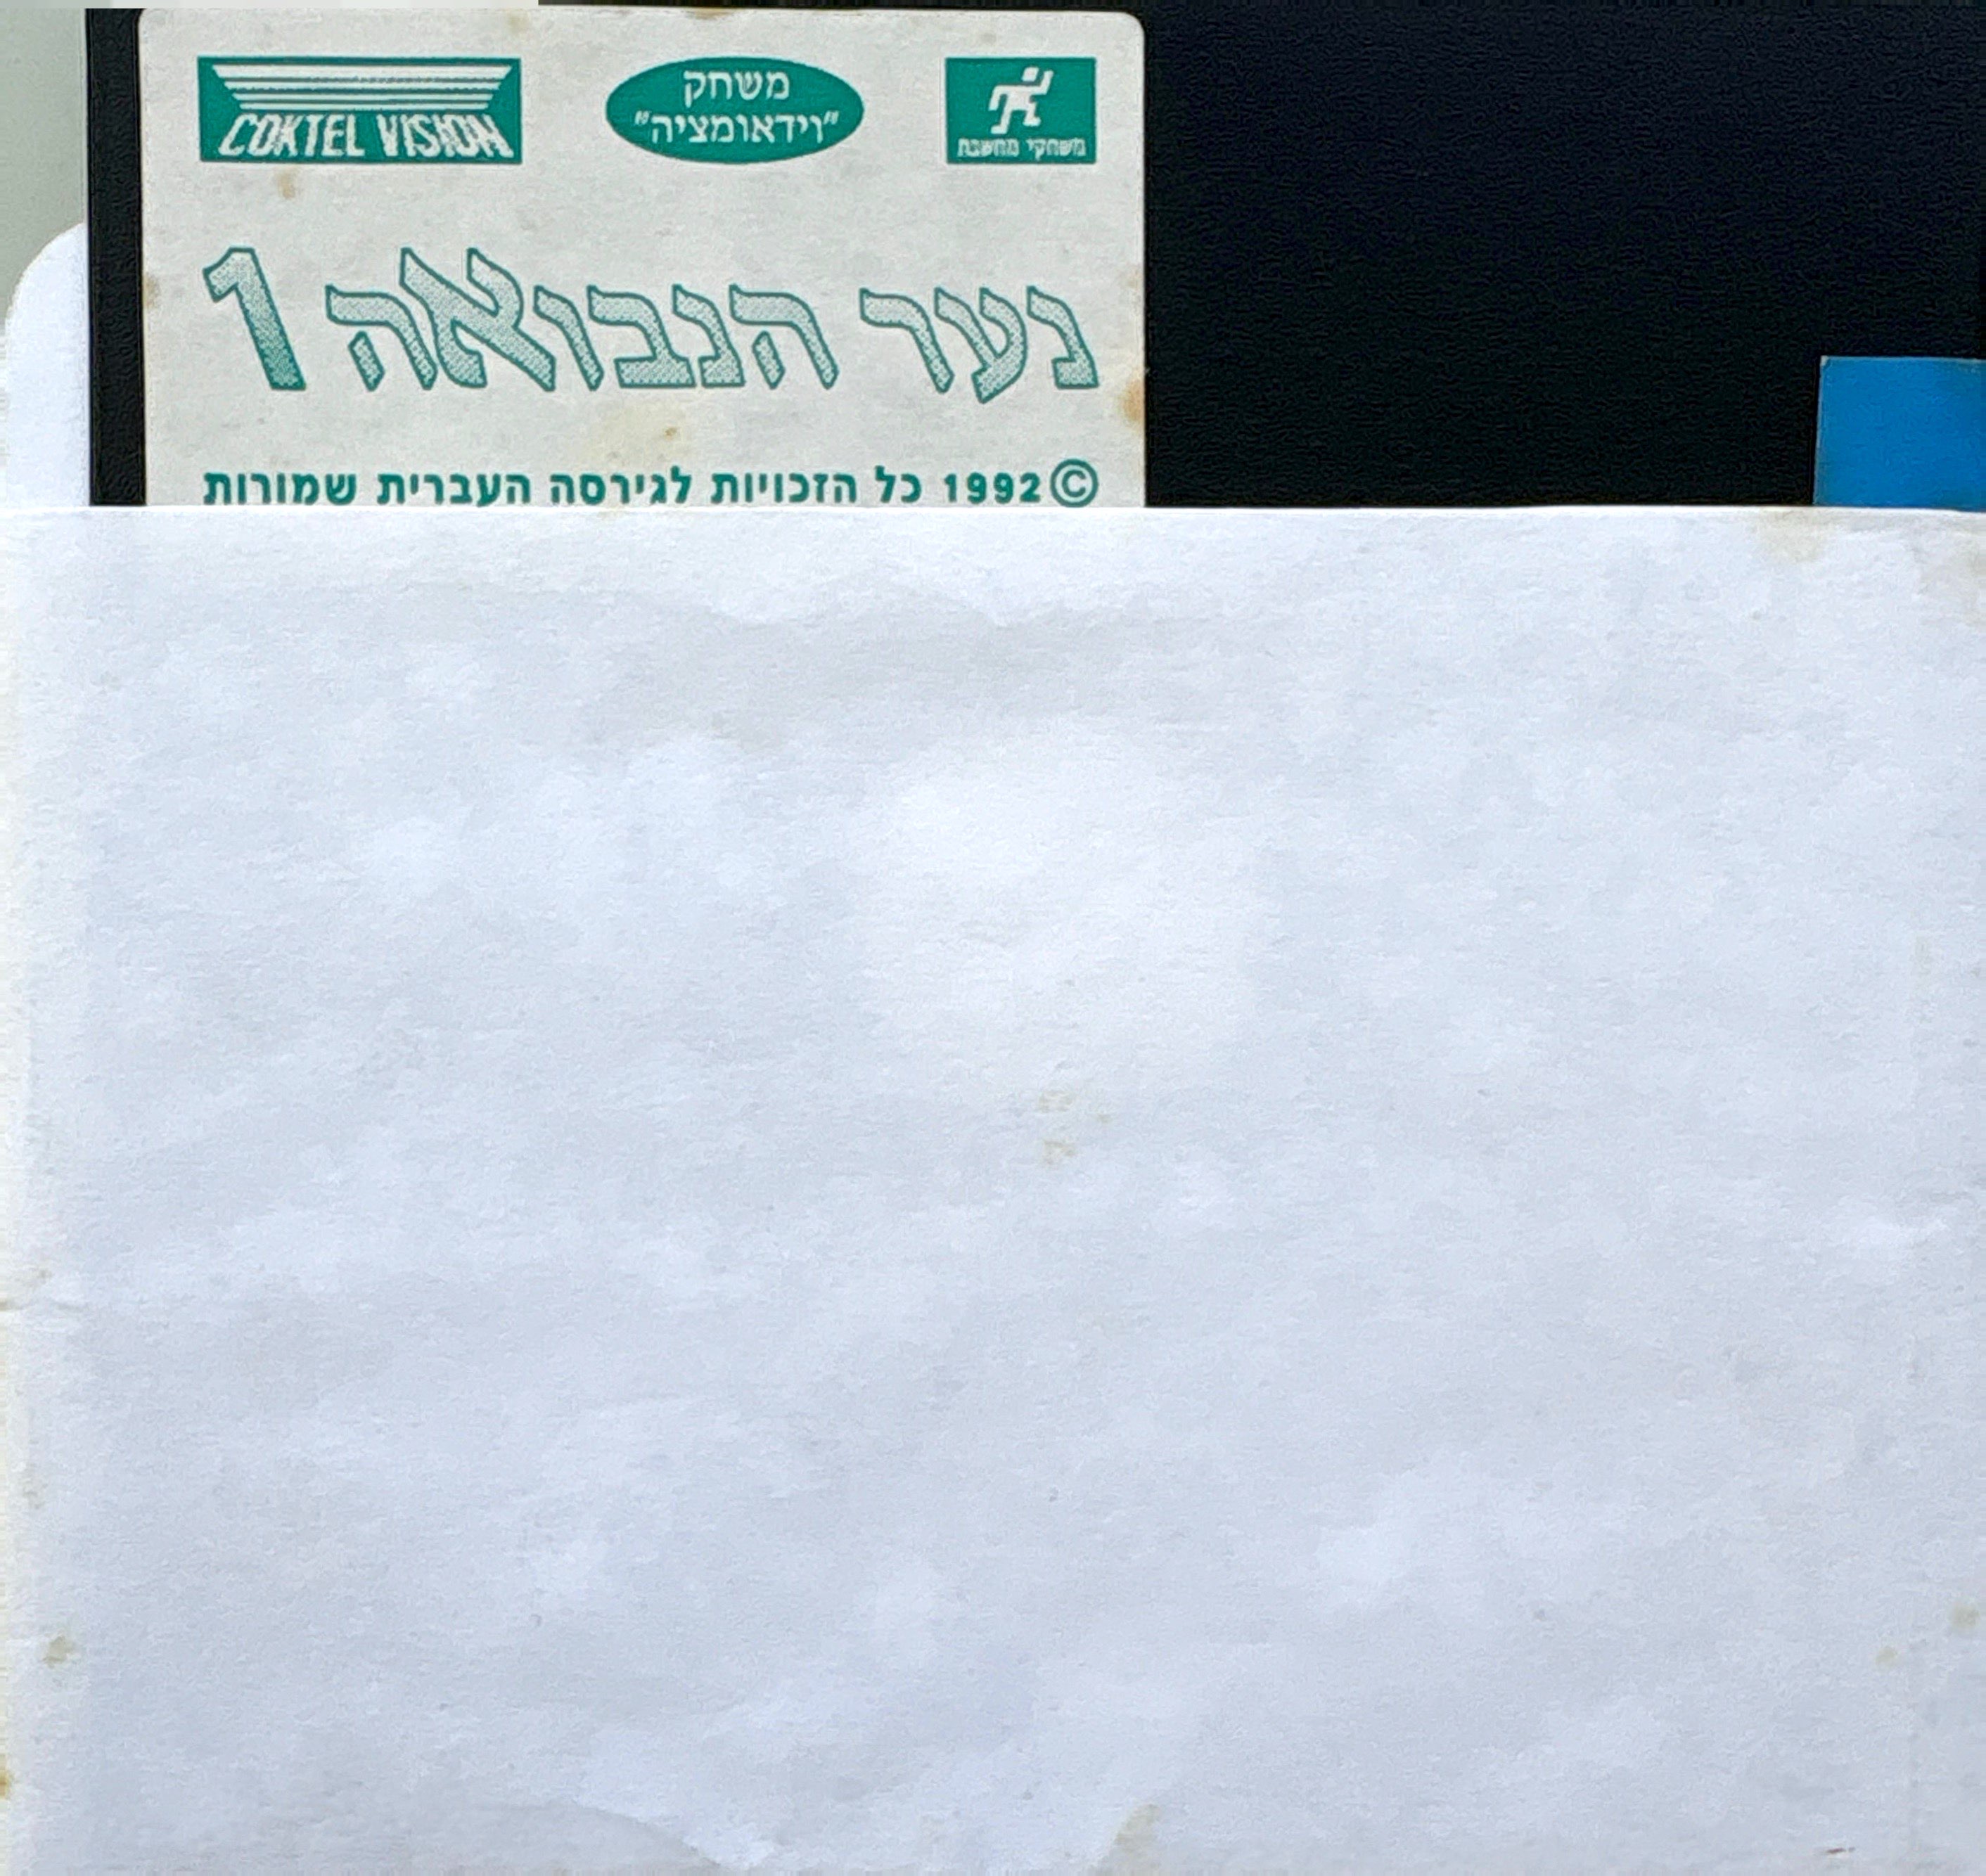 משחקי מחשבת
משחק
"וידאומציה"
COKTEL VISION
נער הנבואה 1
© 1992 כל הזכויות לגירסה העברית שמורות